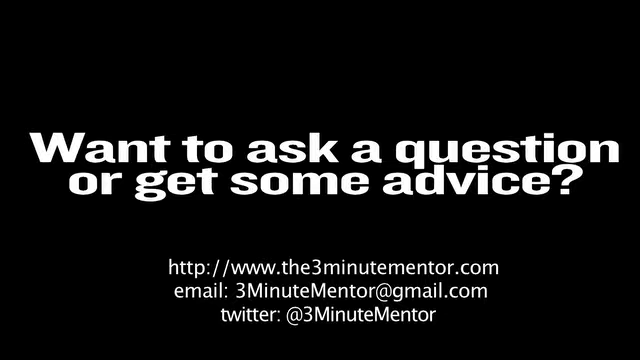 Want to ask a question
or get some advice?
http://www.the3minutementor.com
email: 3MinuteMentor@gmail.com
twitter: @3MinuteMentor